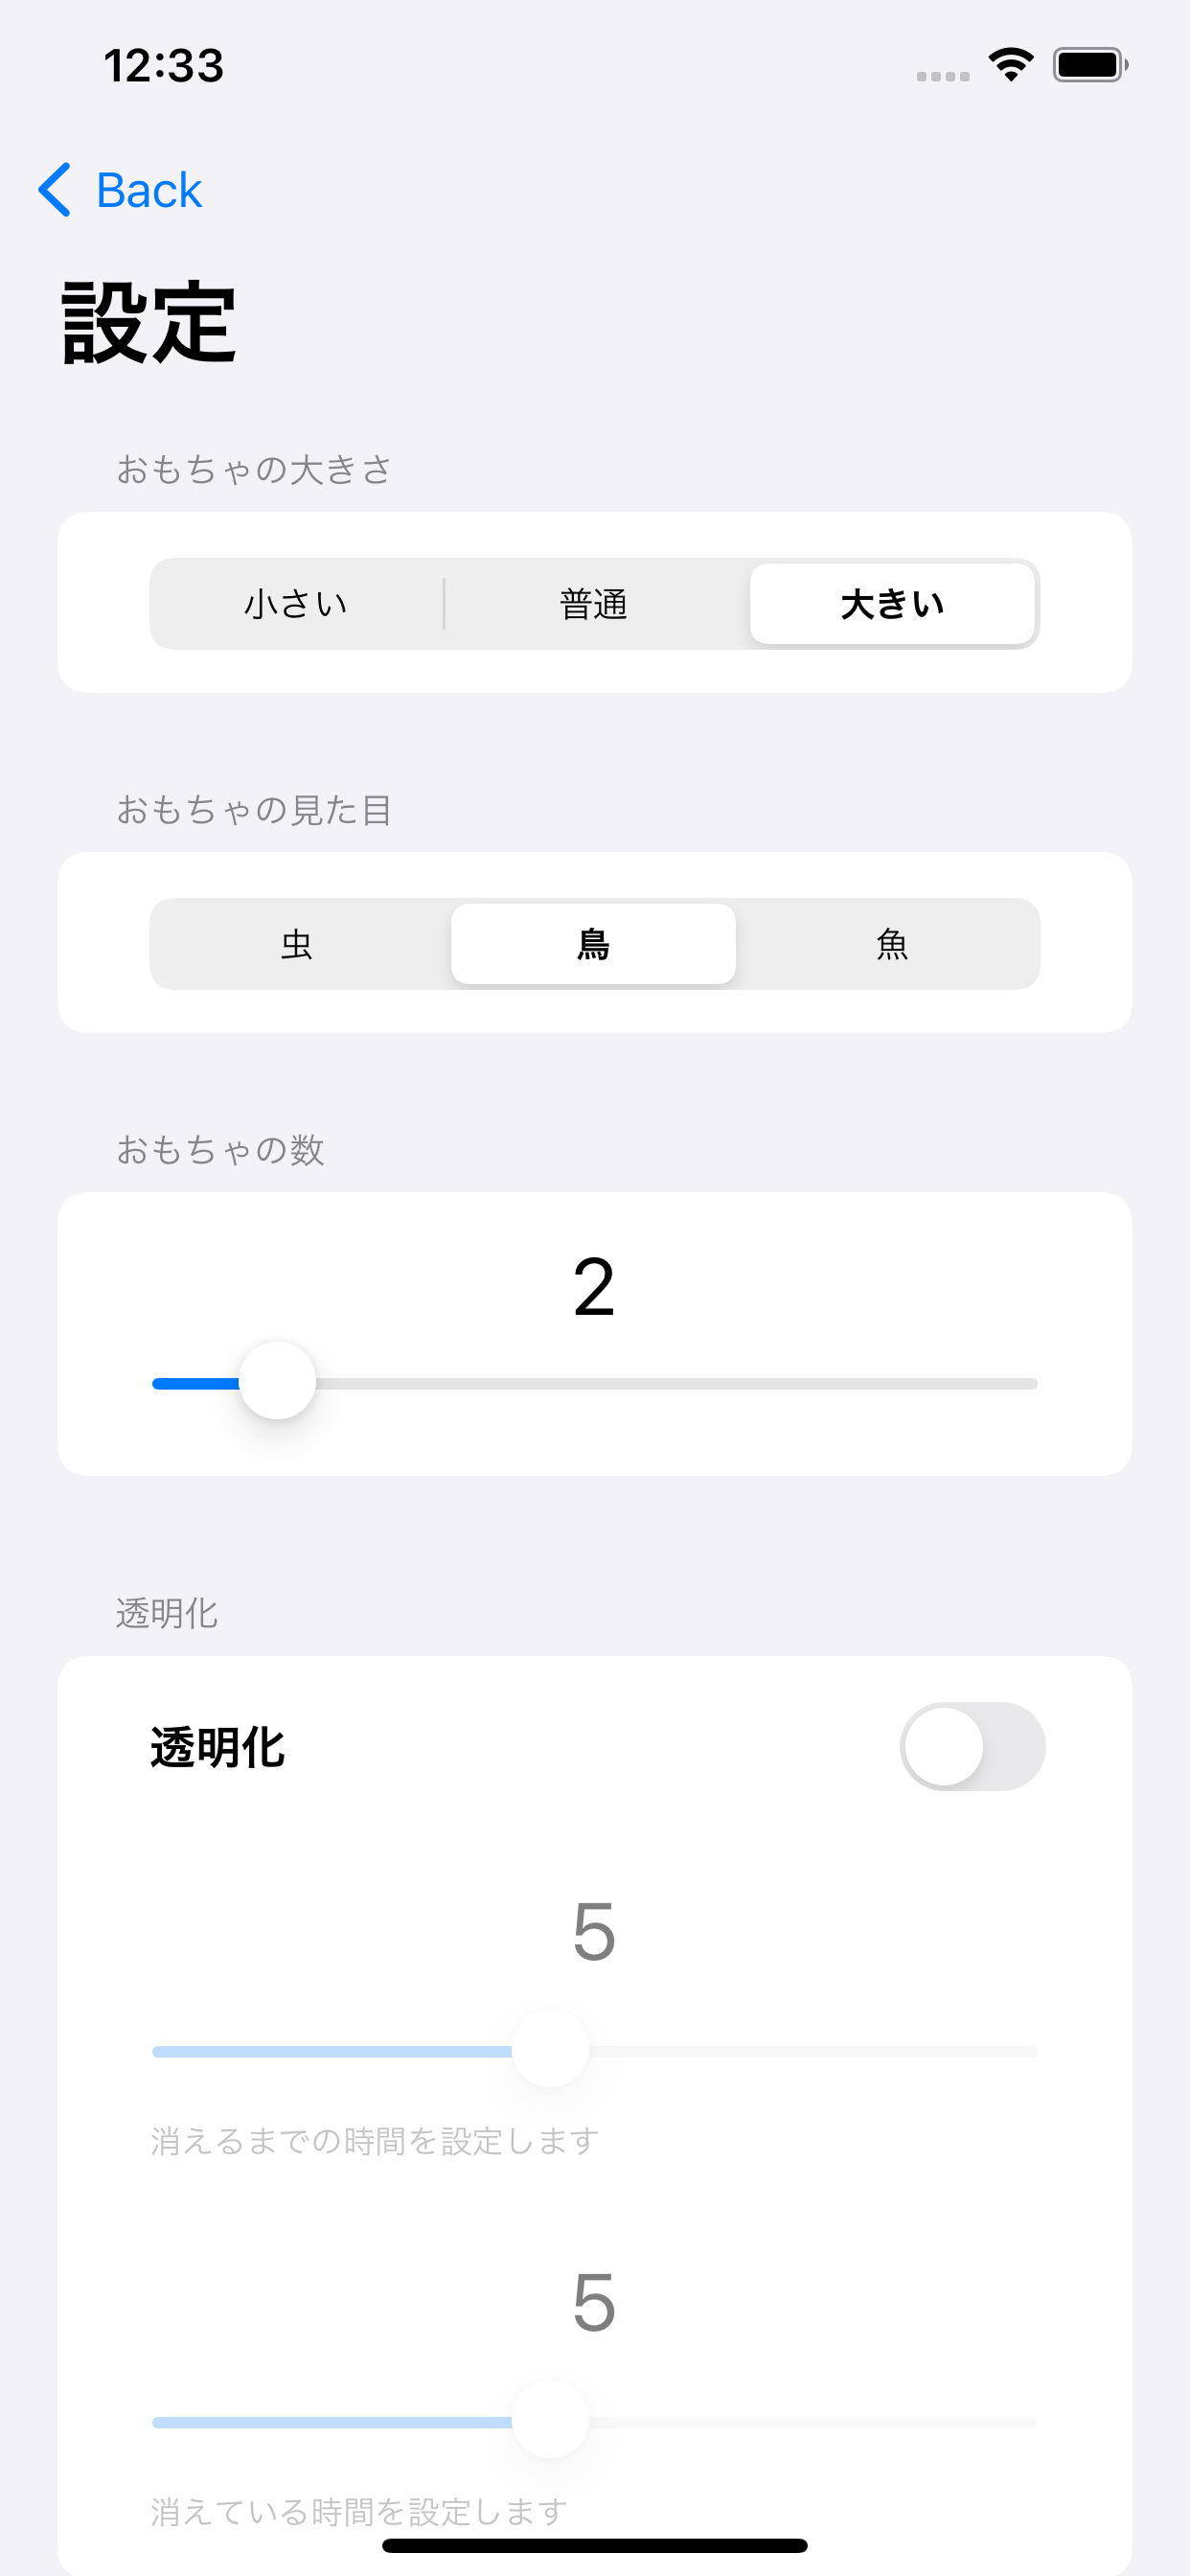 12:33
Back
設定
おもちゃの大きさ
小さい 普通 大きい
おもちゃの見た目
虫 鳥 魚
おもちゃの数
2
透明化
透明化
5
消えるまでの時間を設定します
5
消えている時間を設定します